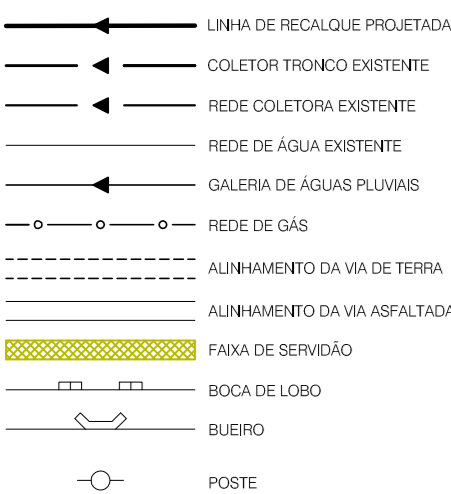 LINHA DE RECALQUE PROJETADA
COLETOR TRONCO EXISTENTE
REDE COLETORA EXISTENTE
REDE DE ÁGUA EXISTENTE
GALERIA DE ÁGUAS PLUVIAIS
REDE DE GÁS
ALINHAMENTO DA VIA DE TERRA
ALINHAMENTO DA VIA ASFALTADA
FAIXA DE SERVIDÃO
BOCA DE LOBO
BUEIRO
POSTE